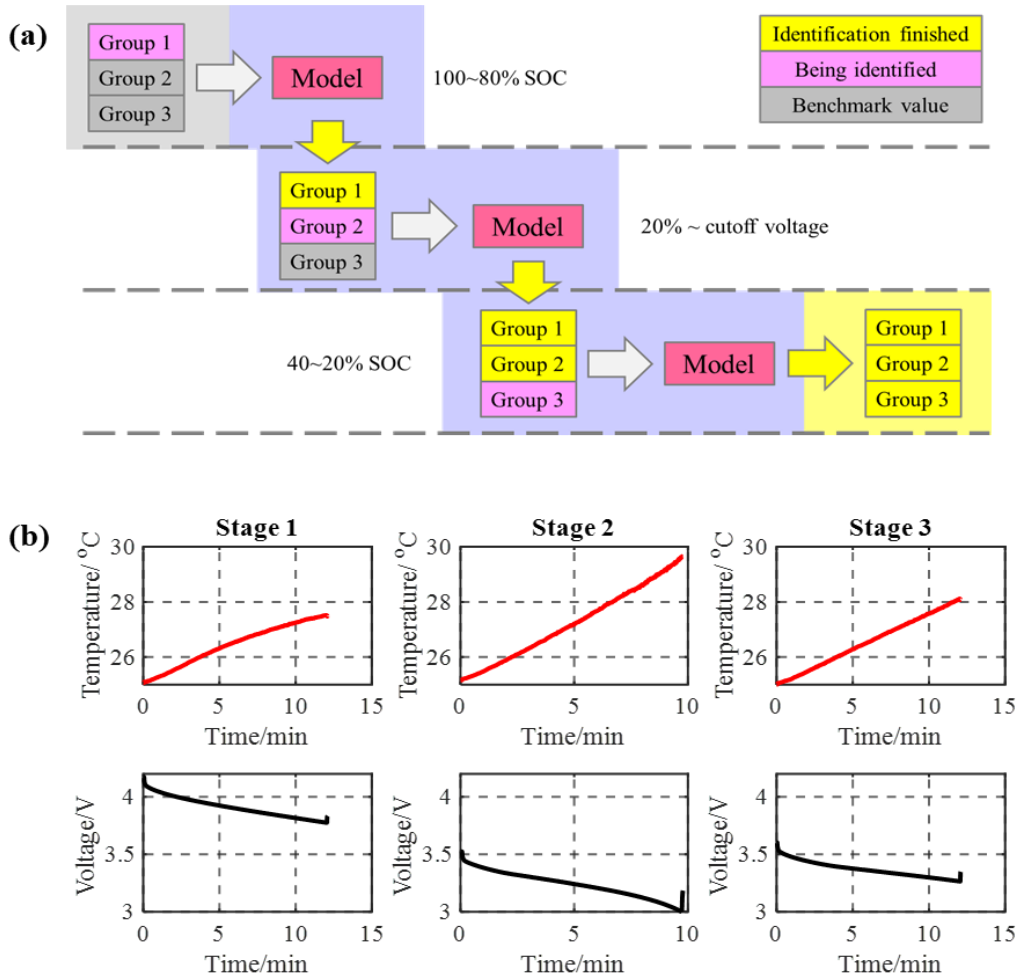 (a)
Group 1
Group 2
Group 3
Model
100~80% SOC
Identification finished
Being identified
Benchmark value
Group 1
Group 2
Group 3
Model
20% ~ cutoff voltage
40~20% SOC
Group 1
Group 2
Group 3
Model
Group 1
Group 2
Group 3
(b)
Stage 1
Temperature/ °C
30
28
26
0 5 10 15
Time/min
Stage 2
Temperature/ °C
30
28
26
0 5 10
Time/min
Stage 3
Temperature/ °C
30
28
26
0 5 10 15
Time/min
Voltage/V
4
3.5
3
0 5 10 15
Time/min
Voltage/V
4
3.5
3
0 5 10
Time/min
Voltage/V
4
3.5
3
0 5 10 15
Time/min